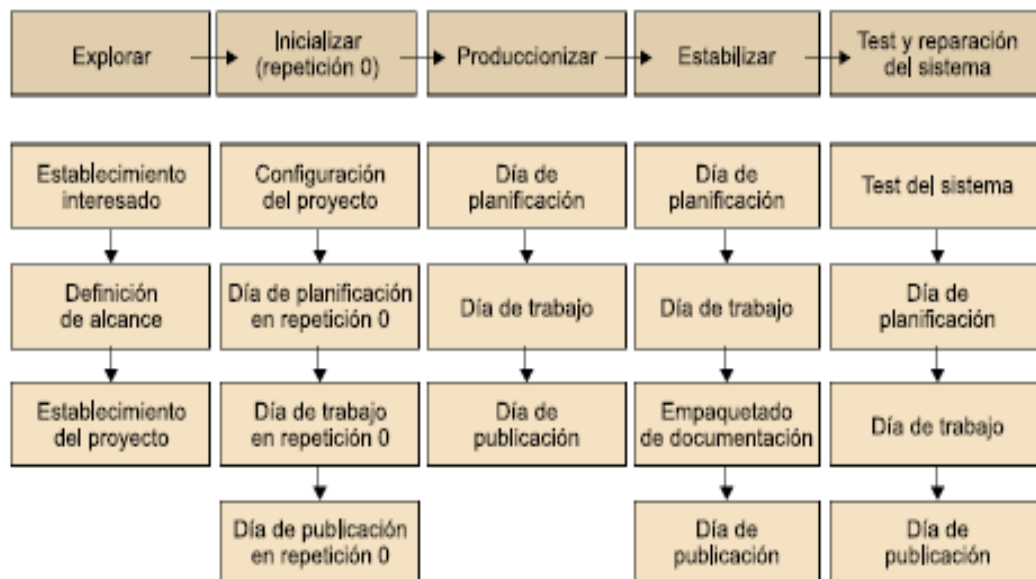 Explorar
Inicializar
(repetición 0)
Produccionizar
Estabilizar
Test y reparación
del sistema
Establecimiento
interesado
Configuración
del proyecto
Día de
planificación
Día de
planificación
Test del sistema
Definición
de alcance
Día de planificación
en repetición 0
Día de trabajo
Día de trabajo
Día de
planificación
Establecimiento
del proyecto
Día de trabajo
en repetición 0
Día de
publicación
Empaquetado
de documentación
Día de trabajo
Día de publicación
en repetición 0
Día de
publicación
Día de
publicación